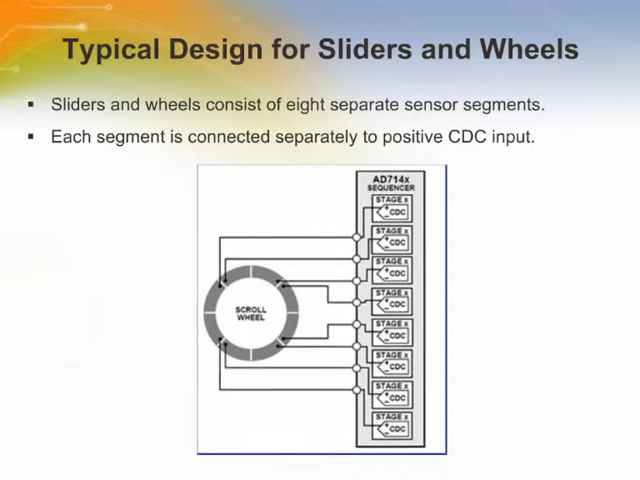 Typical Design for Sliders and Wheels
▪ Sliders and wheels consist of eight separate sensor segments.
▪ Each segment is connected separately to positive CDC input.
AD714x
SEQUENCER
STAGE x
+
− CDC
STAGE x
+
− CDC
STAGE x
+
− CDC
STAGE x
+
− CDC
SCROLL
WHEEL
STAGE x
+
− CDC
STAGE x
+
− CDC
STAGE x
+
− CDC
STAGE x
+
− CDC